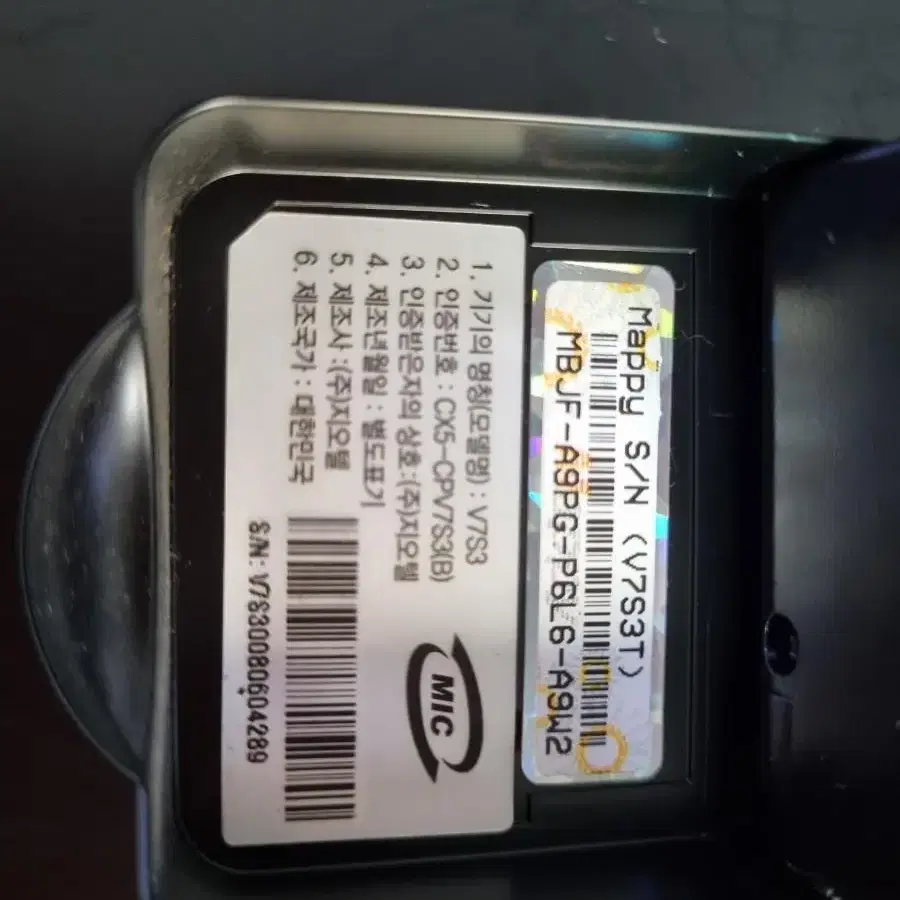 Mappy S/N (V7S3T)
MBJF-A9PG-P6L6-A9W2
1. 기기의 명칭(모델명) : V7S3
2. 인증번호 : CX5-CPV7S3(B)
3. 인증받은자의 상호 : (주)지오텔
4. 제조년월일 : 별도표기
5. 제조사 : (주)지오텔
6. 제조국가 : 대한민국
MIC
S/N: V7S30080604289